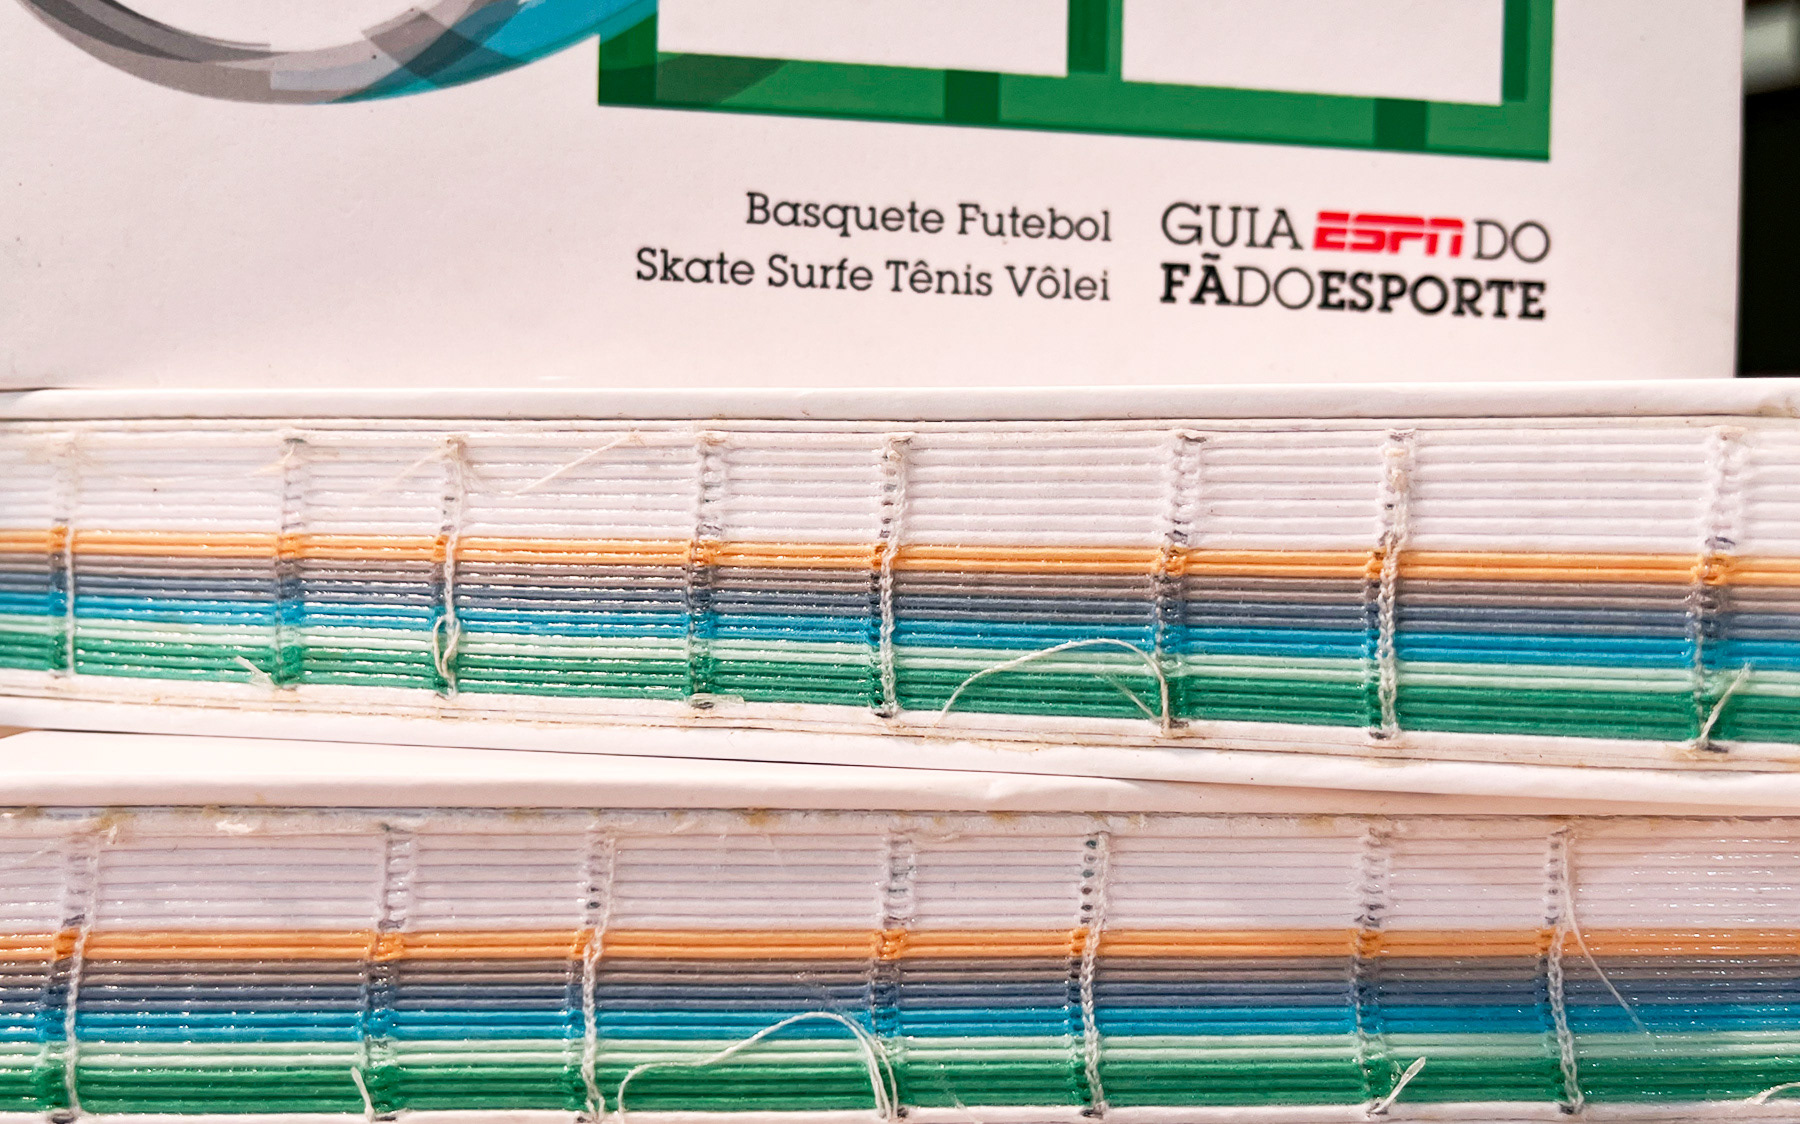 Basquete Futebol
Skate Surfe Tênis Vôlei
GUIA ESPN DO
FÃDOESPORTE